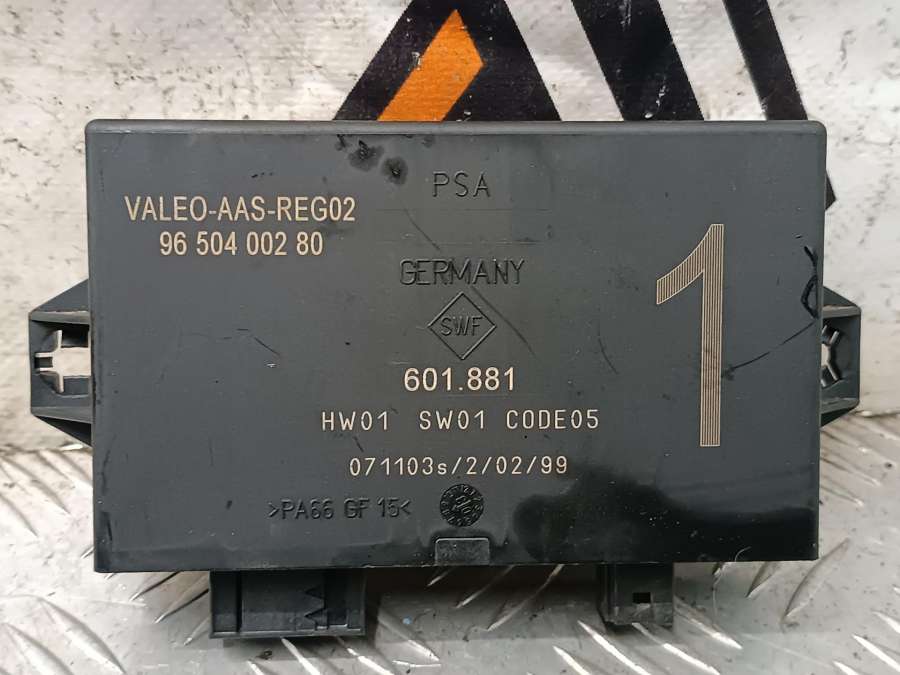 PSA
VALEO-AAS-REG02
96 504 002 80
GERMANY
1
SWF
601.881
HW01 SW01 CODE05
071103s/2/02/99
>PA66 GF 15<